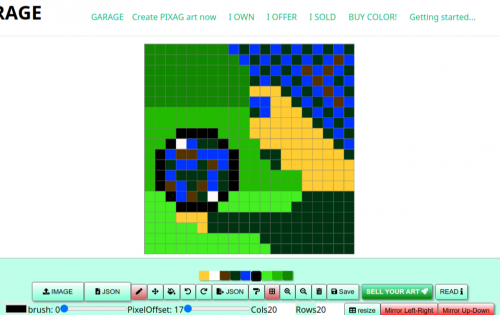 RAGE
GARAGE Create PIXAG art now I OWN I OFFER I SOLD BUY COLOR! Getting started...
IMAGE JSON JSON Save SELL YOUR ART READ
brush: 0 PixelOffset: 17 Cols20 Rows20 resize Mirror Left-Right Mirror Up-Down